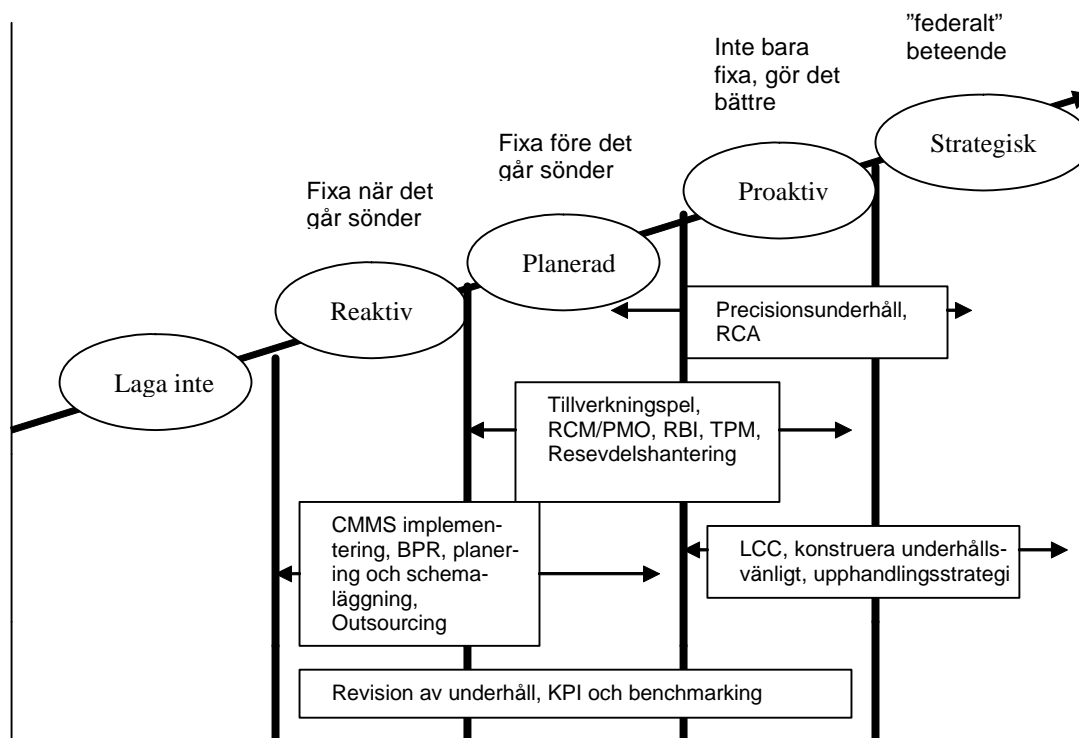 ”federalt”
beteende
Inte bara
fixa, gör det
bättre
Strategisk
Fixa före det
går sönder
Proaktiv
Fixa när det
går sönder
Planerad
Reaktiv
Precisionsunderhåll,
RCA
Laga inte
Tillverkningspel,
RCM/PMO, RBI, TPM,
Resevdelshantering
CMMS implemen-
tering, BPR, planer-
ing och schema-
läggning,
Outsourcing
LCC, konstruera underhålls-
vänligt, upphandlingsstrategi
Revision av underhåll, KPI och benchmarking